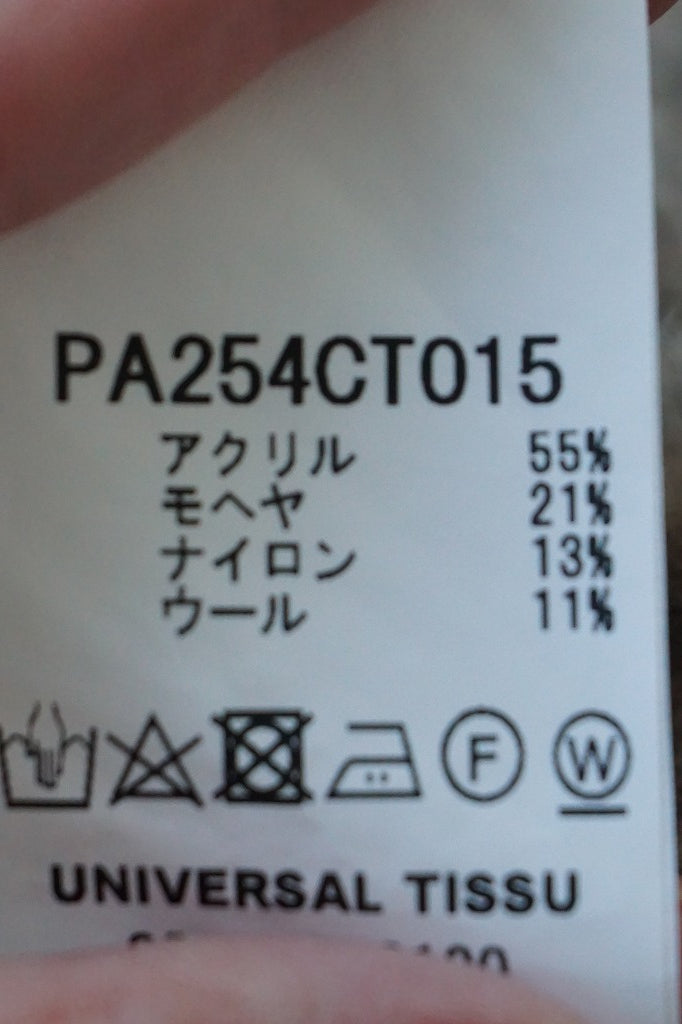 PA254CT015
アクリル 55%
モヘヤ 21%
ナイロン 13%
ウール 11%
F W
UNIVERSAL TISSU